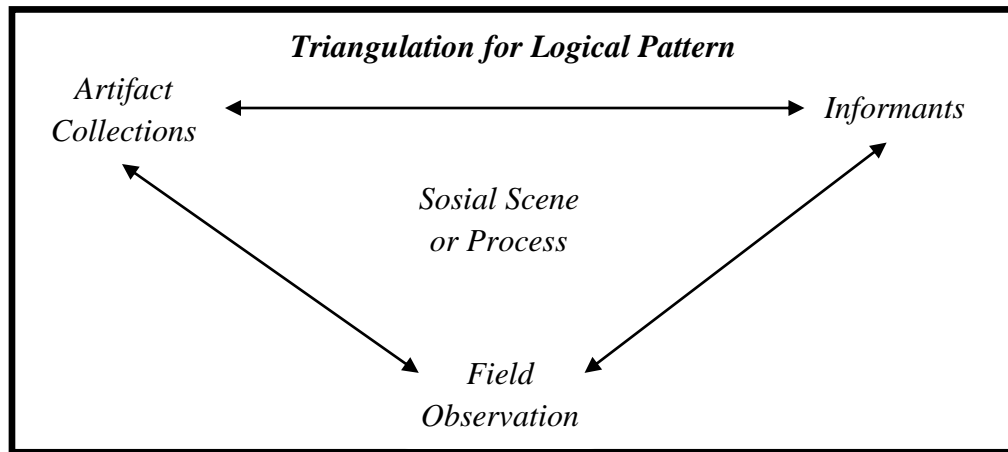 Triangulation for Logical Pattern
Artifact
Collections
Informants
Sosial Scene
or Process
Field
Observation